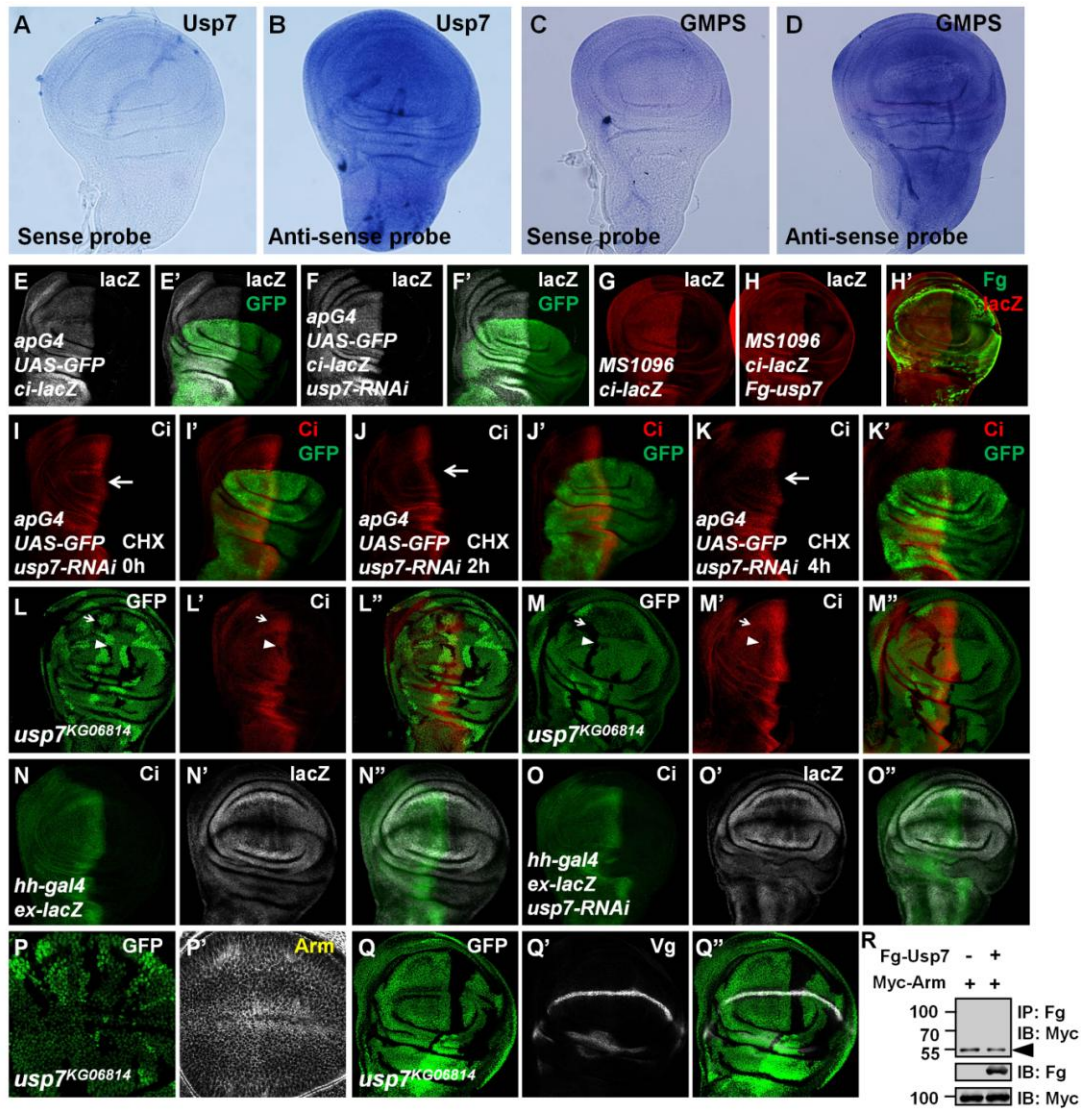 A Usp7
Sense probe
B Usp7
Anti-sense probe
C GMPS
Sense probe
D GMPS
Anti-sense probe
E lacZ
apG4
UAS-GFP
ci-lacZ
E' lacZ
GFP
F lacZ
apG4
UAS-GFP
ci-lacZ
usp7-RNAi
F' lacZ
GFP
G lacZ
MS1096
ci-lacZ
H lacZ
MS1096
ci-lacZ
Fg-usp7
H' Fg
lacZ
I Ci
apG4
UAS-GFP CHX
usp7-RNAi 0h
I' Ci
GFP
J Ci
apG4
UAS-GFP CHX
usp7-RNAi 2h
J' Ci
GFP
K Ci
apG4
UAS-GFP CHX
usp7-RNAi 4h
K' Ci
GFP
L GFP
usp7KG06814
L' Ci
L"
M GFP
usp7KG06814
M' Ci
M"
N Ci
hh-gal4
ex-lacZ
N' lacZ
N"
O Ci
hh-gal4
ex-lacZ
usp7-RNAi
O' lacZ
O"
P GFP
usp7KG06814
P' Arm
Q GFP
usp7KG06814
Q' Vg
Q"
R
Fg-Usp7 - +
Myc-Arm + +
100 IP: Fg
70 IB: Myc
55
IB: Fg
100 IB: Myc